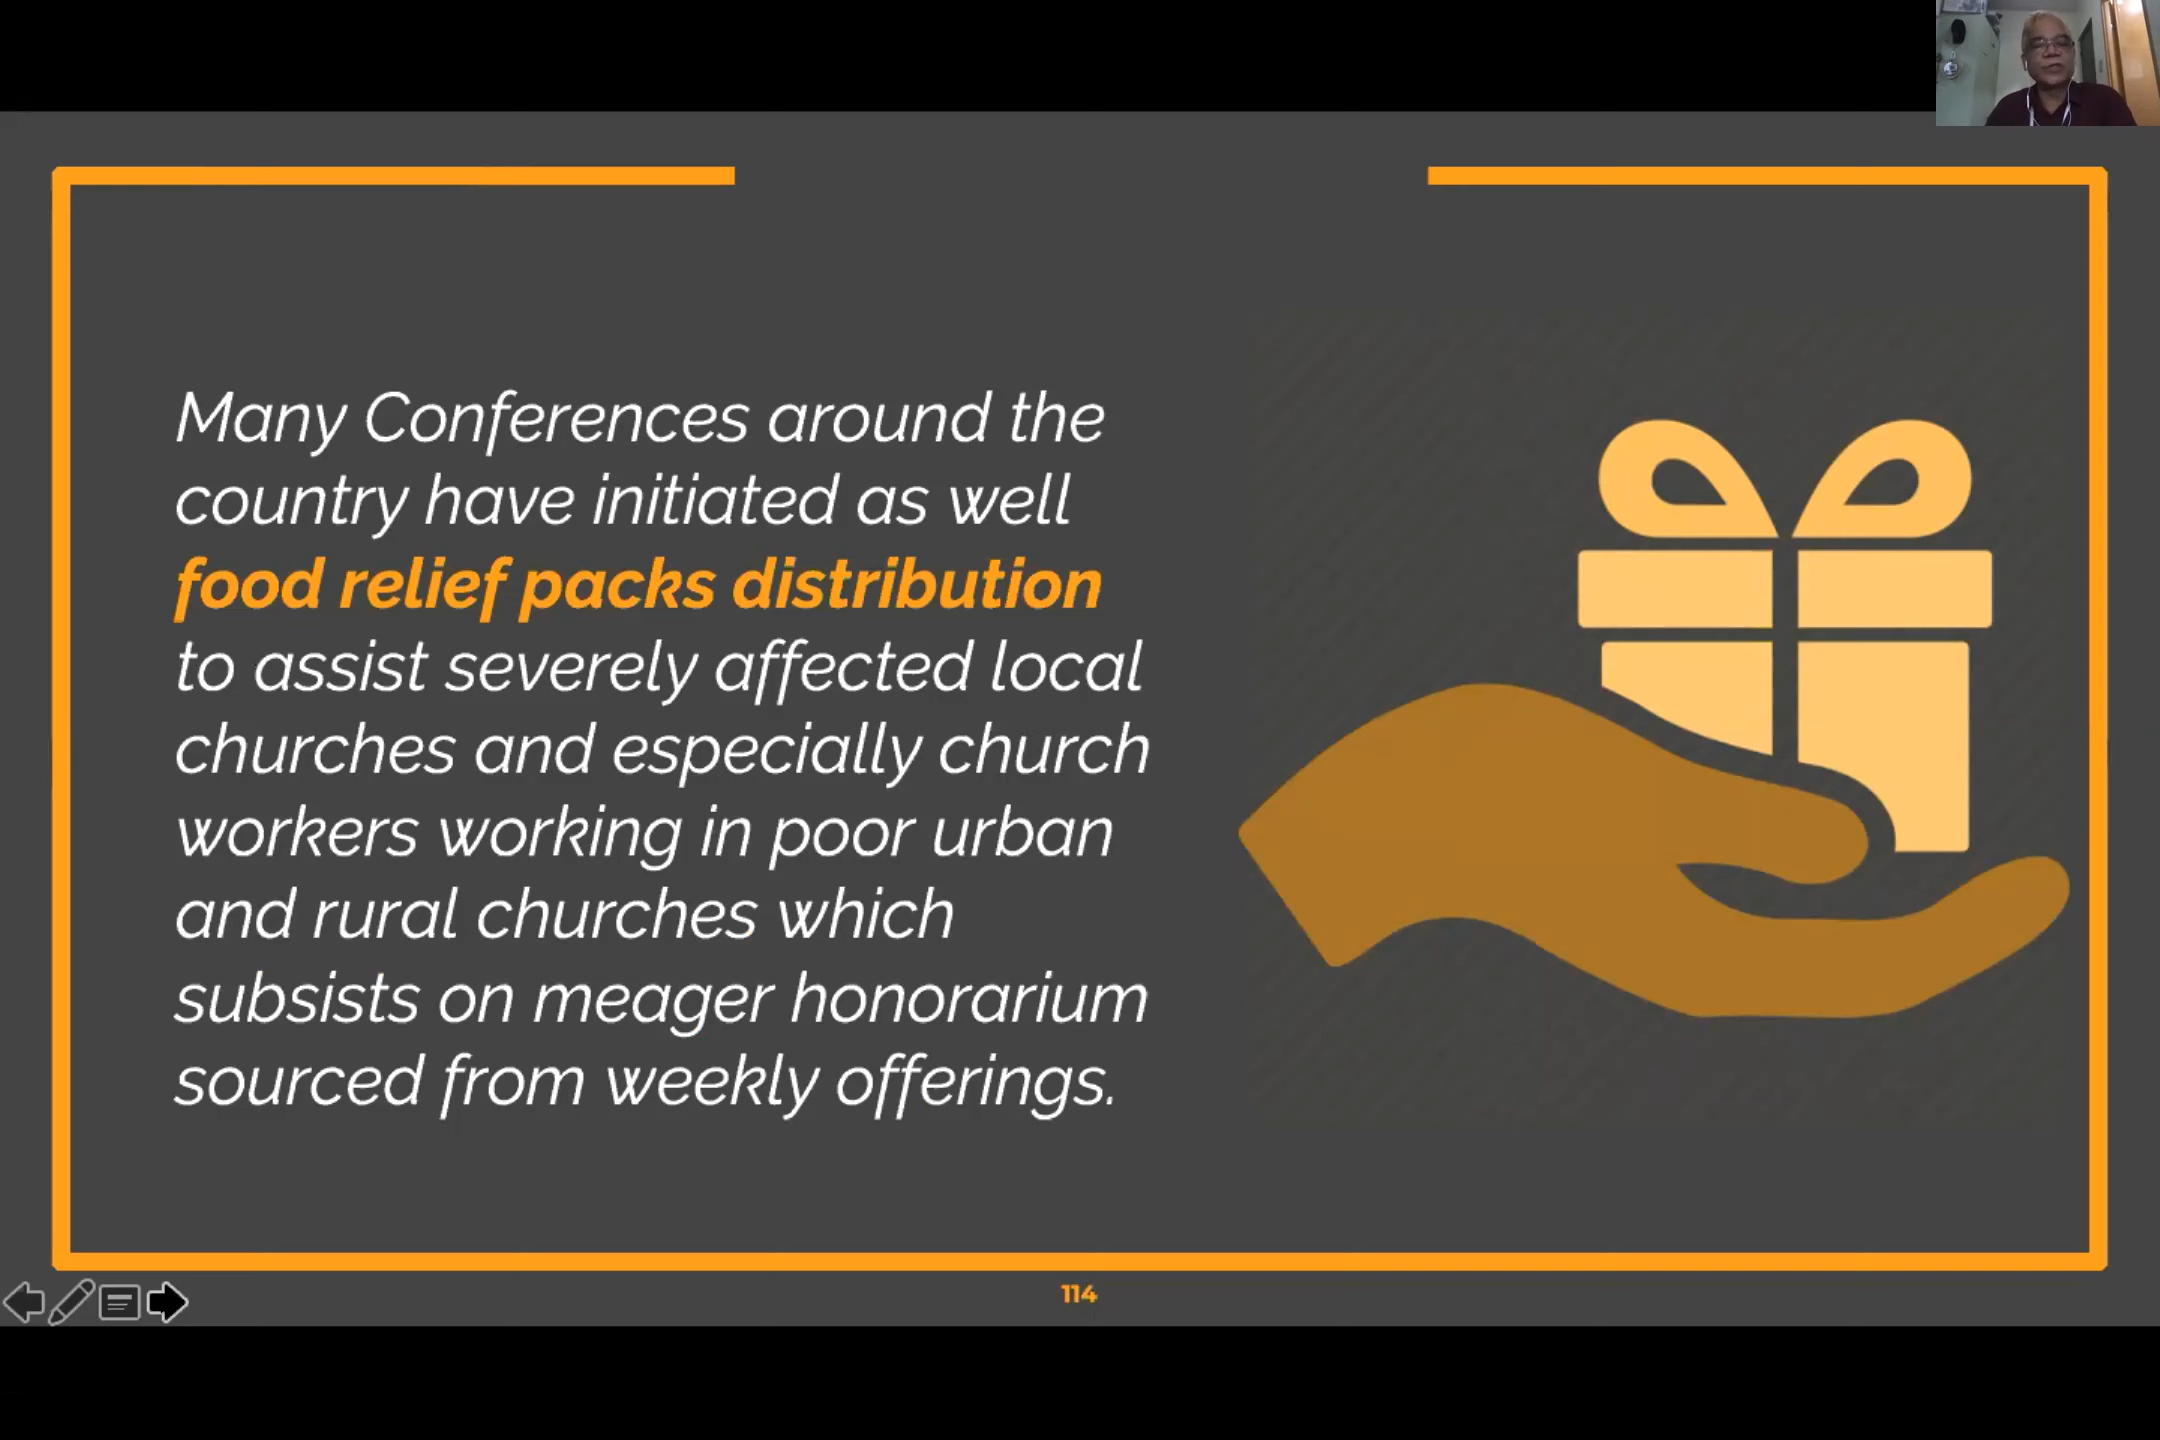 Many Conferences around the
country have initiated as well
food relief packs distribution
to assist severely affected local
churches and especially church
workers working in poor urban
and rural churches which
subsists on meager honorarium
sourced from weekly offerings.
114